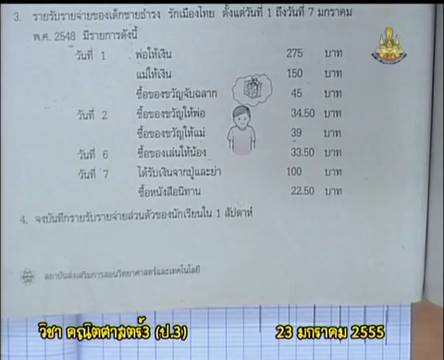 3. รายรับรายจ่ายของเด็กชายธำรง รักเมืองไทย ตั้งแต่วันที่ 1 ถึงวันที่ 7 มกราคม
พ.ศ. 2548 มีรายการดังนี้
วันที่ 1 พ่อให้เงิน 275 บาท
แม่ให้เงิน 150 บาท
ซื้อของขวัญจับฉลาก 45 บาท
วันที่ 2 ซื้อของขวัญให้พ่อ 34.50 บาท
ซื้อของขวัญให้แม่ 39 บาท
วันที่ 6 ซื้อของเล่นให้น้อง 33.50 บาท
วันที่ 7 ได้รับเงินจากปู่และย่า 100 บาท
ซื้อหนังสือนิทาน 22.50 บาท
4. จงบันทึกรายรับรายจ่ายส่วนตัวของนักเรียนใน 1 สัปดาห์
สถาบันส่งเสริมการสอนวิทยาศาสตร์และเทคโนโลยี
วิชา คณิตศาสตร์3 (ป.3) 23 มกราคม 2555